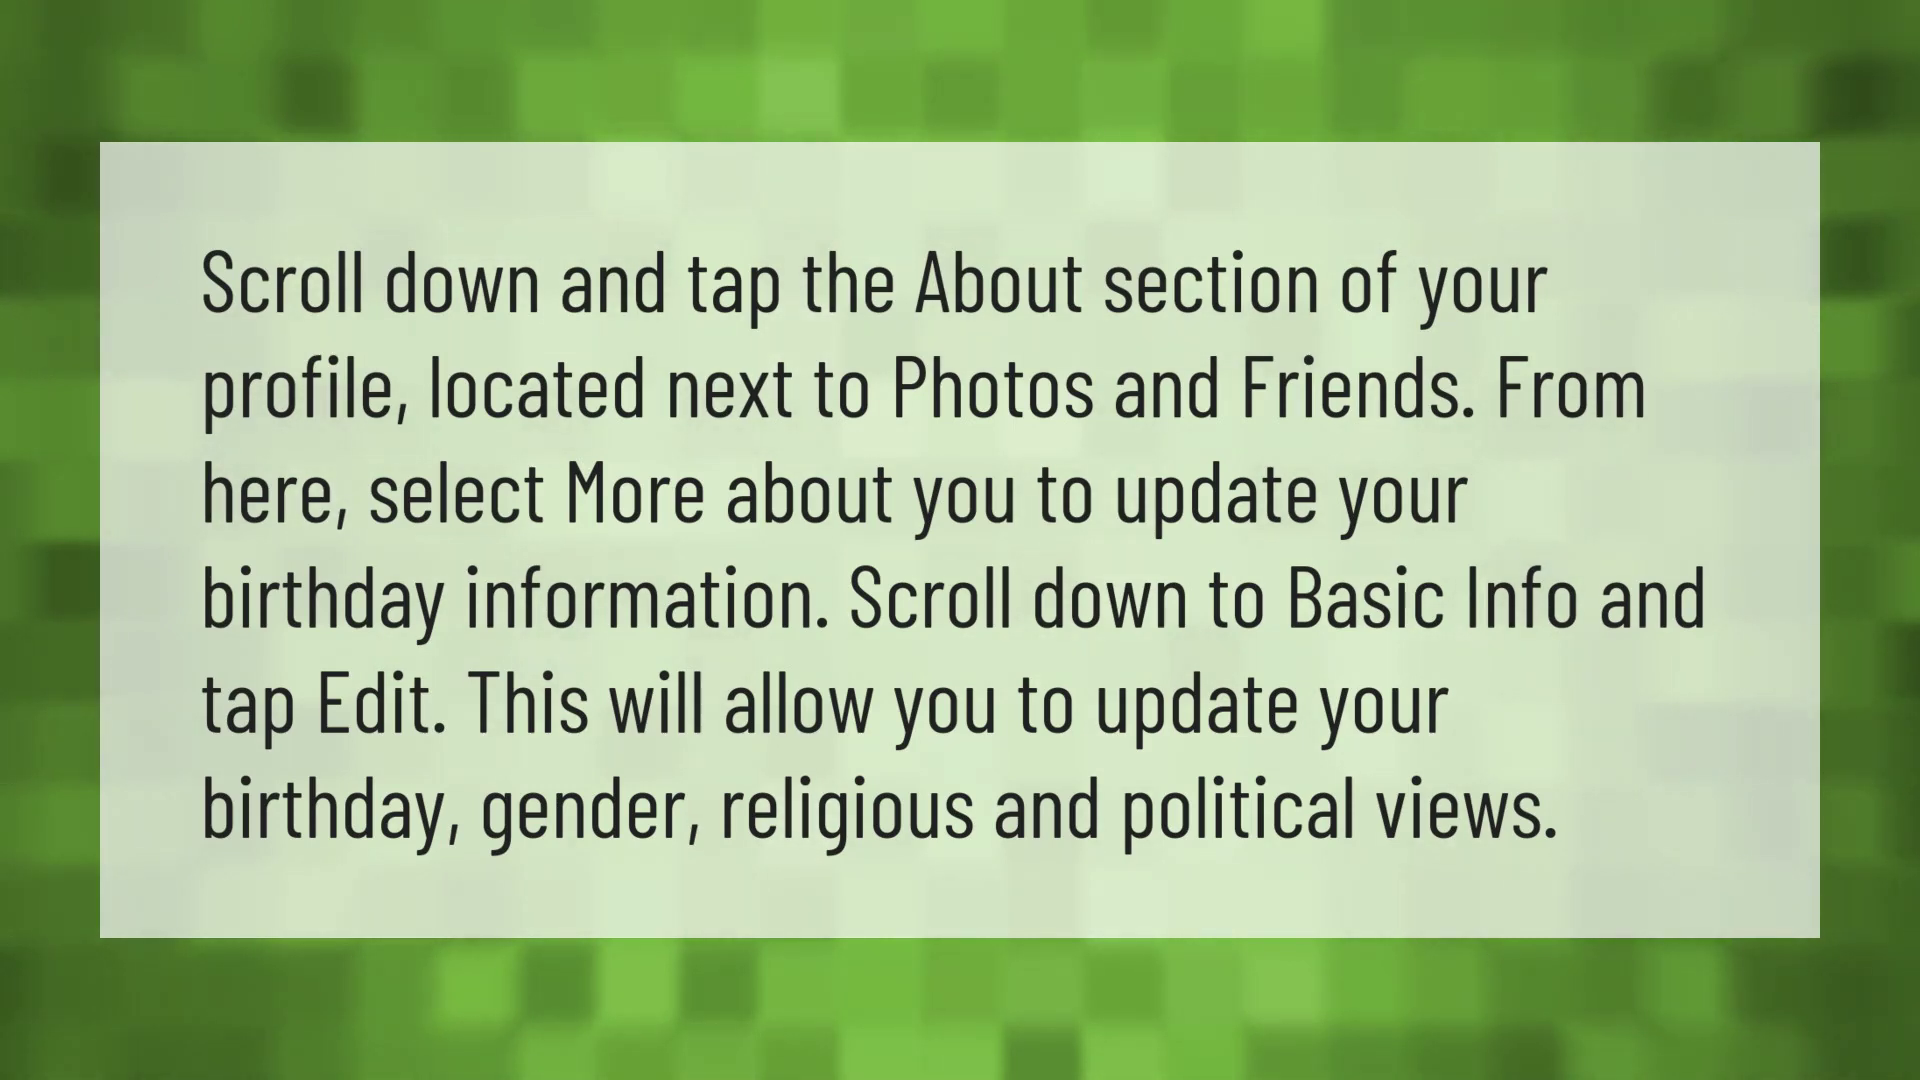 Scroll down and tap the About section of your
profile, located next to Photos and Friends. From
here, select More about you to update your
birthday information. Scroll down to Basic Info and
tap Edit. This will allow you to update your
birthday, gender, religious and political views.